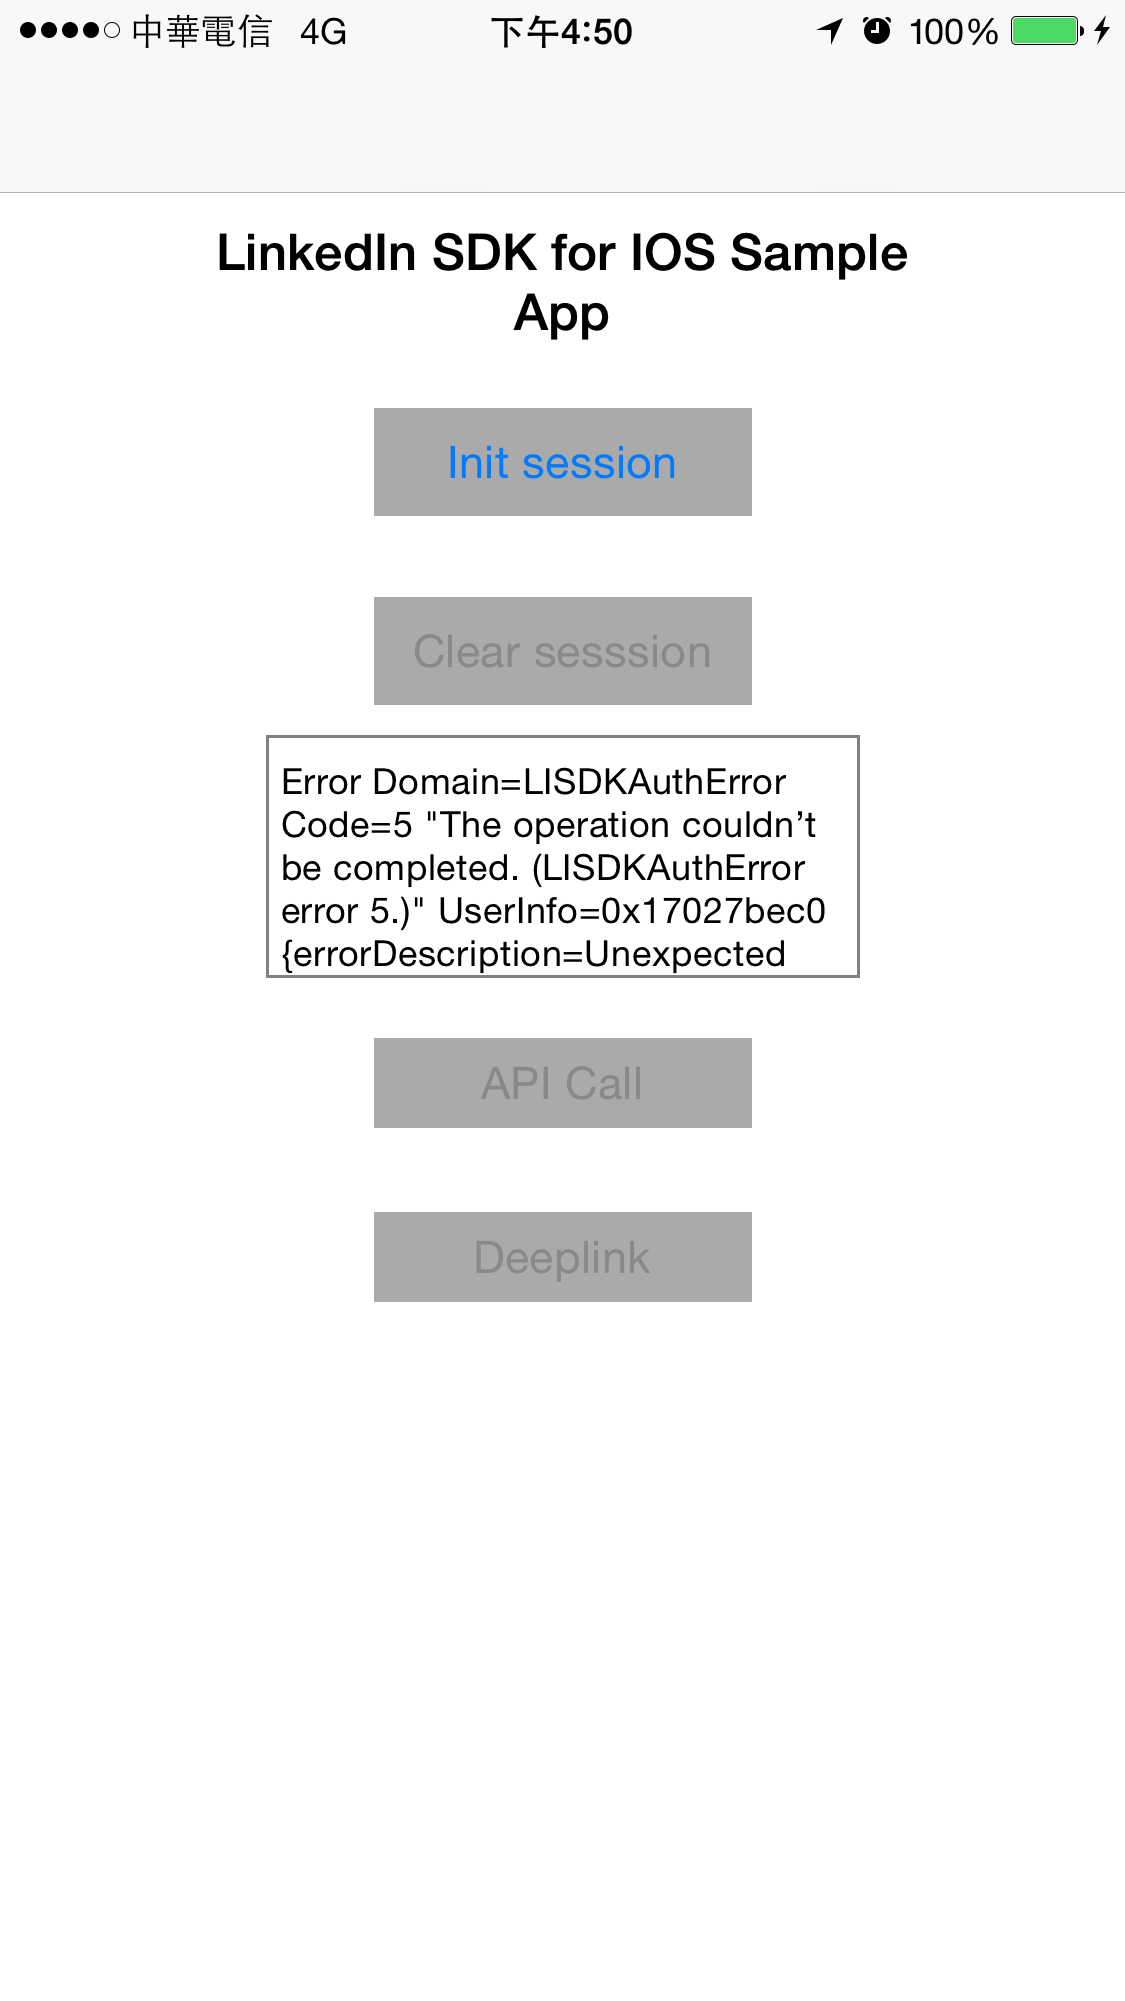 中華電信 4G 下午4:50 100%
LinkedIn SDK for IOS Sample
App
Init session
Clear sesssion
Error Domain=LISDKAuthError
Code=5 "The operation couldn’t
be completed. (LISDKAuthError
error 5.)" UserInfo=0x17027bec0
{errorDescription=Unexpected
API Call
Deeplink